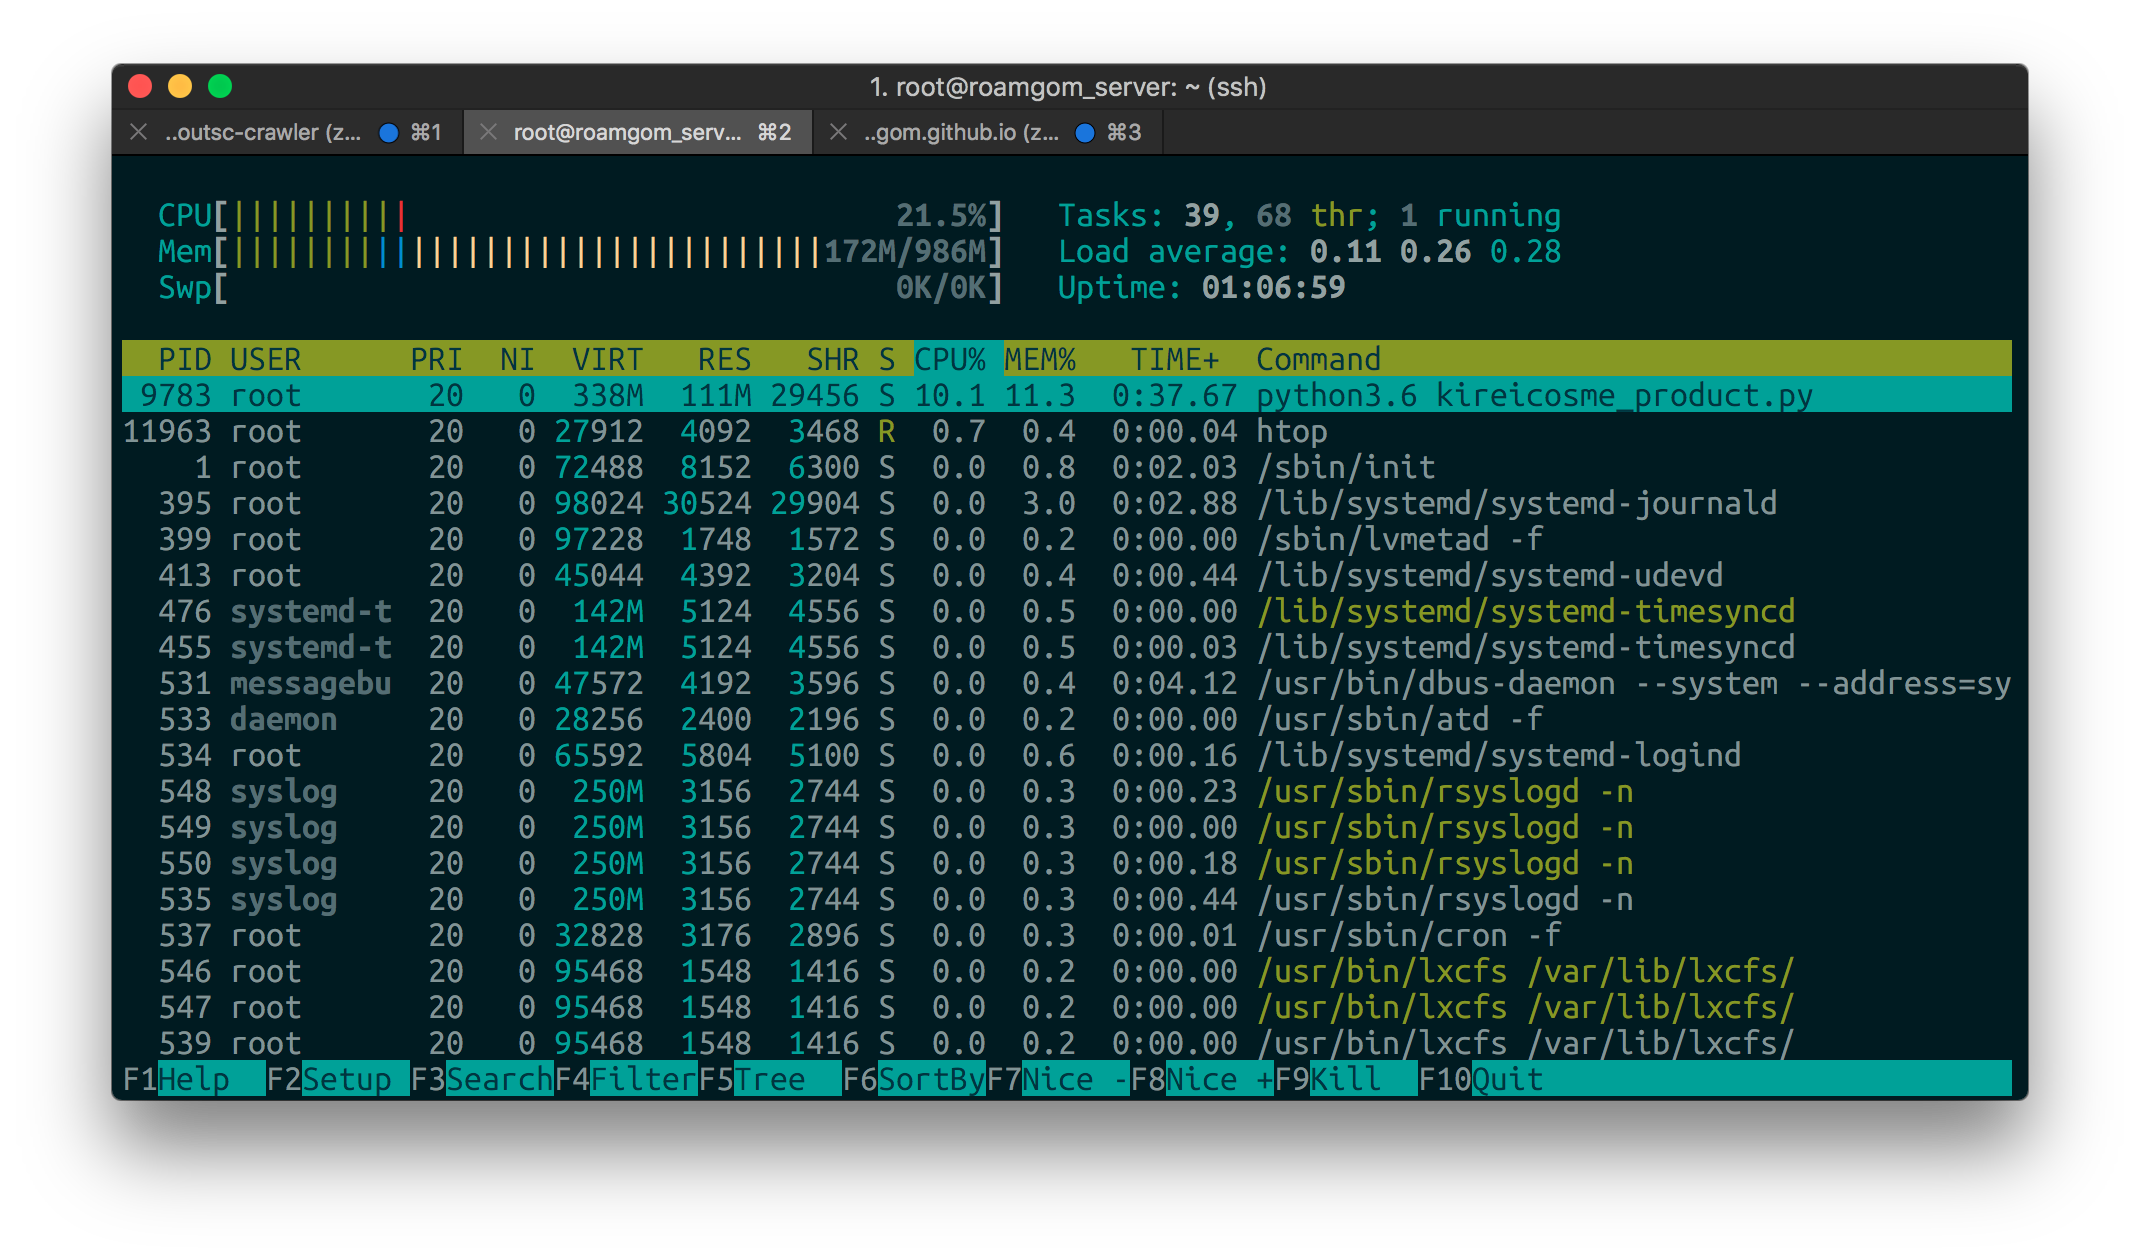 1. root@roamgom_server: ~ (ssh)
..outsc-crawler (z... ⌘1 root@roamgom_serv... ⌘2 ..gom.github.io (z... ⌘3
CPU[||||||||||                           21.5%] Tasks: 39, 68 thr; 1 running
Mem[|||||||||||||||||||||||||||||||||172M/986M] Load average: 0.11 0.26 0.28
Swp[                                     0K/0K] Uptime: 01:06:59
PID USER PRI NI VIRT RES SHR S CPU% MEM% TIME+ Command
9783 root 20 0 338M 111M 29456 S 10.1 11.3 0:37.67 python3.6 kireicosme_product.py
11963 root 20 0 27912 4092 3468 R 0.7 0.4 0:00.04 htop
1 root 20 0 72488 8152 6300 S 0.0 0.8 0:02.03 /sbin/init
395 root 20 0 98024 30524 29904 S 0.0 3.0 0:02.88 /lib/systemd/systemd-journald
399 root 20 0 97228 1748 1572 S 0.0 0.2 0:00.00 /sbin/lvmetad -f
413 root 20 0 45044 4392 3204 S 0.0 0.4 0:00.44 /lib/systemd/systemd-udevd
476 systemd-t 20 0 142M 5124 4556 S 0.0 0.5 0:00.00 /lib/systemd/systemd-timesyncd
455 systemd-t 20 0 142M 5124 4556 S 0.0 0.5 0:00.03 /lib/systemd/systemd-timesyncd
531 messagebu 20 0 47572 4192 3596 S 0.0 0.4 0:04.12 /usr/bin/dbus-daemon --system --address=sy
533 daemon 20 0 28256 2400 2196 S 0.0 0.2 0:00.00 /usr/sbin/atd -f
534 root 20 0 65592 5804 5100 S 0.0 0.6 0:00.16 /lib/systemd/systemd-logind
548 syslog 20 0 250M 3156 2744 S 0.0 0.3 0:00.23 /usr/sbin/rsyslogd -n
549 syslog 20 0 250M 3156 2744 S 0.0 0.3 0:00.00 /usr/sbin/rsyslogd -n
550 syslog 20 0 250M 3156 2744 S 0.0 0.3 0:00.18 /usr/sbin/rsyslogd -n
535 syslog 20 0 250M 3156 2744 S 0.0 0.3 0:00.44 /usr/sbin/rsyslogd -n
537 root 20 0 32828 3176 2896 S 0.0 0.3 0:00.01 /usr/sbin/cron -f
546 root 20 0 95468 1548 1416 S 0.0 0.2 0:00.00 /usr/bin/lxcfs /var/lib/lxcfs/
547 root 20 0 95468 1548 1416 S 0.0 0.2 0:00.00 /usr/bin/lxcfs /var/lib/lxcfs/
539 root 20 0 95468 1548 1416 S 0.0 0.2 0:00.00 /usr/bin/lxcfs /var/lib/lxcfs/
F1Help F2Setup F3SearchF4FilterF5Tree F6SortByF7Nice -F8Nice +F9Kill F10Quit